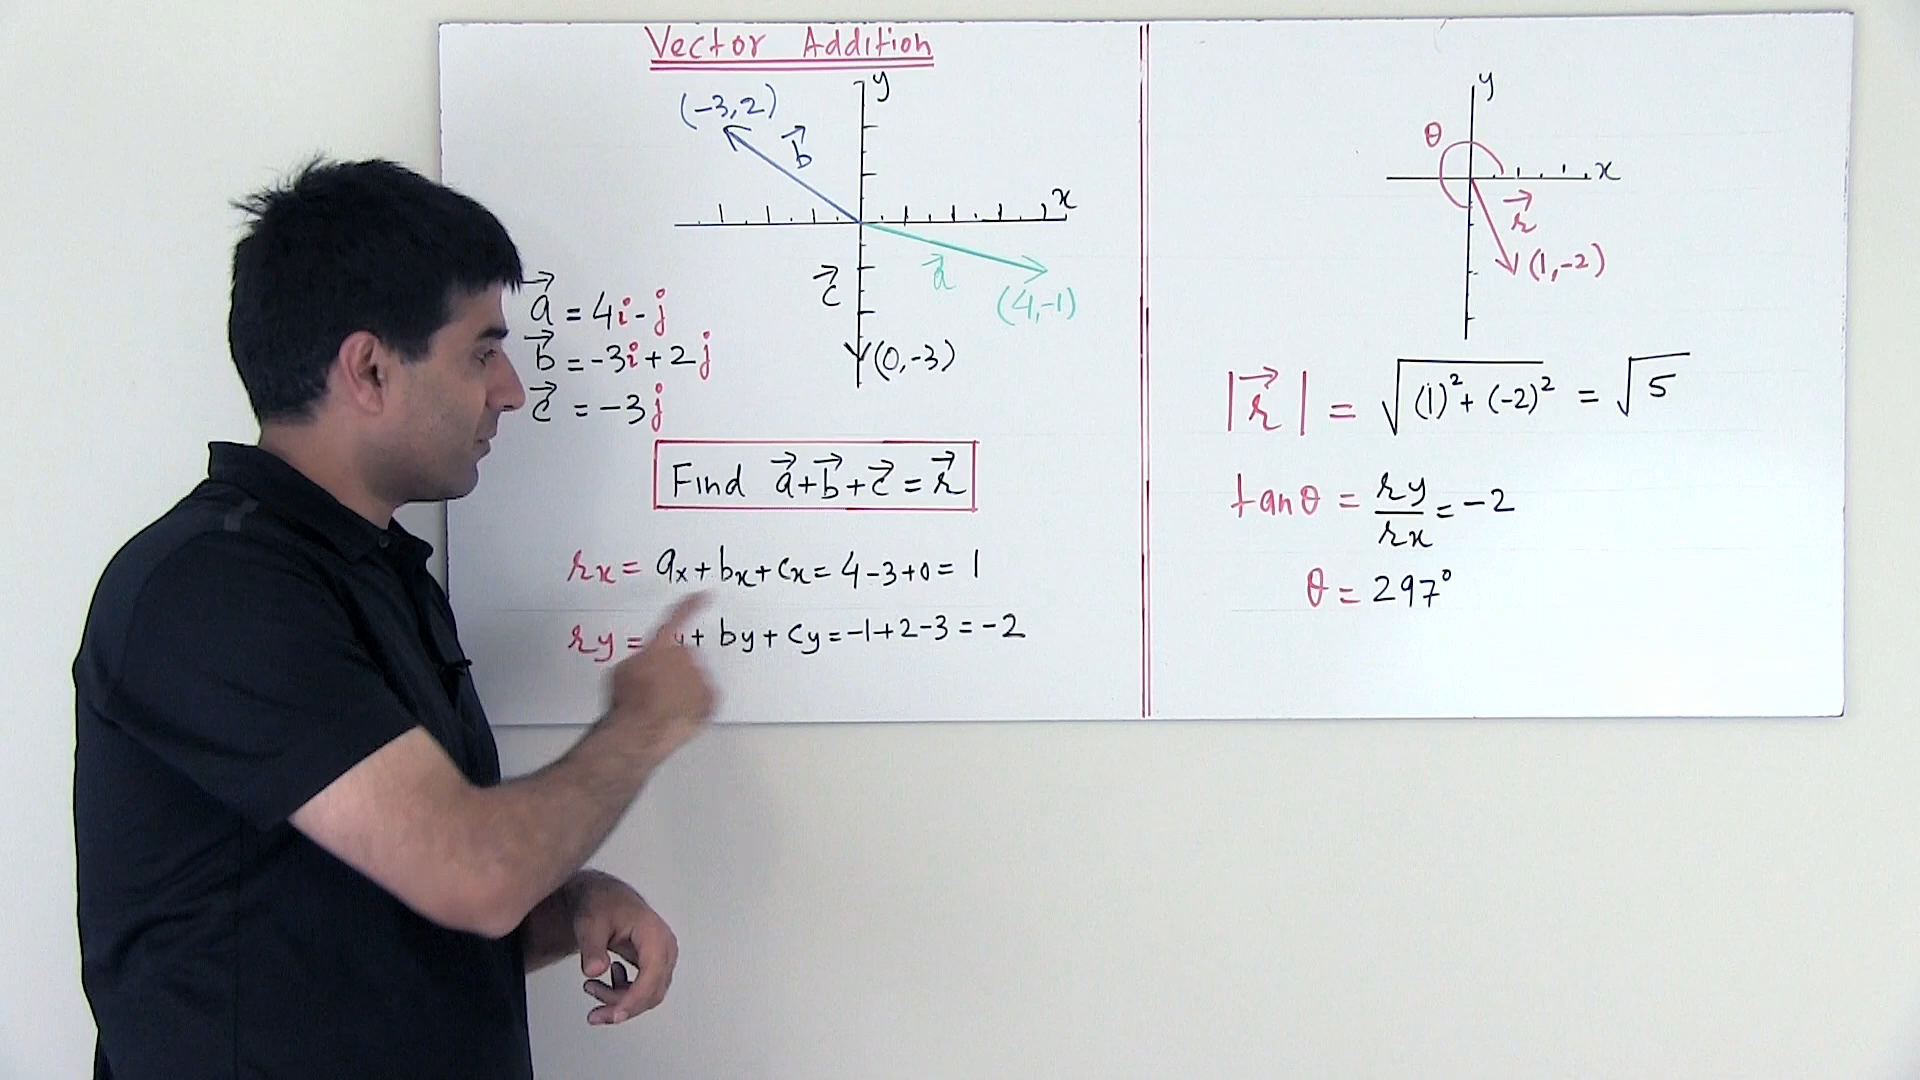 Vector Addition
y
(-3,2)
b⃗
x
c⃗
a⃗
(4,-1)
(0,-3)
a⃗ = 4i-j
b⃗ = -3i+2j
c⃗ = -3j
Find a⃗+b⃗+c⃗ = r⃗
rx = ax+bx+cx = 4-3+0 = 1
ry = y+ by + cy = -1+2-3 = -2
y
θ
x
r⃗
(1,-2)
|r⃗| = √(1)²+(-2)² = √5
tanθ = ry/rx = -2
θ = 297°